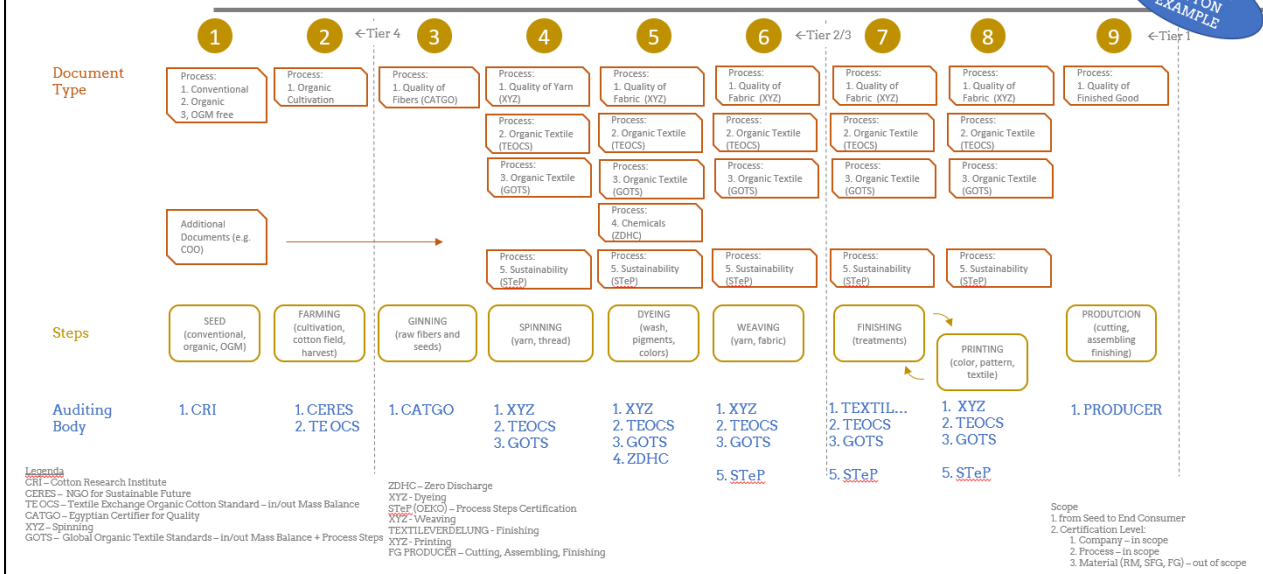 TON
EXAMPLE
1
2
←Tier 4
3
4
5
6
←Tier 2/3
7
8
9
←Tier 1
Document
Type
Process:
1. Conventional
2. Organic
3, OGM free
Process:
1. Organic
Cultivation
Process:
1. Quality of
Fibers (CATGO)
Process:
1. Quality of Yarn
(XYZ)
Process:
1. Quality of
Fabric (XYZ)
Process:
1. Quality of
Fabric (XYZ)
Process:
1. Quality of
Fabric (XYZ)
Process:
1. Quality of
Fabric (XYZ)
Process:
1. Quality of
Finished Good
Process:
2. Organic Textile
(TEOCS)
Process:
2. Organic Textile
(TEOCS)
Process:
2. Organic Textile
(TEOCS)
Process:
2. Organic Textile
(TEOCS)
Process:
2. Organic Textile
(TEOCS)
Process:
3. Organic Textile
(GOTS)
Process:
3. Organic Textile
(GOTS)
Process:
3. Organic Textile
(GOTS)
Process:
3. Organic Textile
(GOTS)
Process:
3. Organic Textile
(GOTS)
Additional
Documents (e.g.
COO)
Process:
4. Chemicals
(ZDHC)
Process:
5. Sustainability
(STeP)
Process:
5. Sustainability
(STeP)
Process:
5. Sustainability
(STeP)
Process:
5. Sustainability
(STeP)
Process:
5. Sustainability
(STeP)
Steps
SEED
(conventional,
organic, OGM)
FARMING
(cultivation,
cotton field,
harvest)
GINNING
(raw fibers and
seeds)
SPINNING
(yarn, thread)
DYEING
(wash,
pigments,
colors)
WEAVING
(yarn, fabric)
FINISHING
(treatments)
PRINTING
(color, pattern,
textile)
PRODUTCION
(cutting,
assembling
finishing)
Auditing
Body
1. CRI
1. CERES
2. TE OCS
1. CATGO
1. XYZ
2. TEOCS
3. GOTS
1. XYZ
2. TEOCS
3. GOTS
4. ZDHC
1. XYZ
2. TEOCS
3. GOTS
5. STeP
1. TEXTIL...
2. TEOCS
3. GOTS
5. STeP
1. XYZ
2. TEOCS
3. GOTS
5. STeP
1. PRODUCER
Legenda
CRI – Cotton Research Institute
CERES – NGO for Sustainable Future
TE OCS – Textile Exchange Organic Cotton Standard – in/out Mass Balance
CATGO – Egyptian Certifier for Quality
XYZ – Spinning
GOTS – Global Organic Textile Standards – in/out Mass Balance + Process Steps
ZDHC – Zero Discharge
XYZ - Dyeing
STeP (OEKO) – Process Steps Certification
XYZ - Weaving
TEXTILEVERDELUNG - Finishing
XYZ - Printing
FG PRODUCER – Cutting, Assembling, Finishing
Scope
1. from Seed to End Consumer
2. Certification Level:
1. Company – in scope
2. Process – in scope
3. Material (RM, SFG, FG) – out of scope